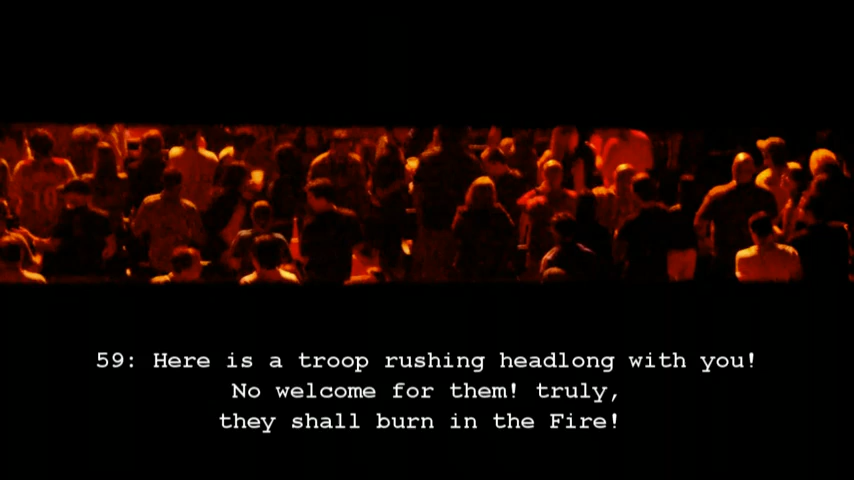 59: Here is a troop rushing headlong with you!
No welcome for them! truly,
they shall burn in the Fire!